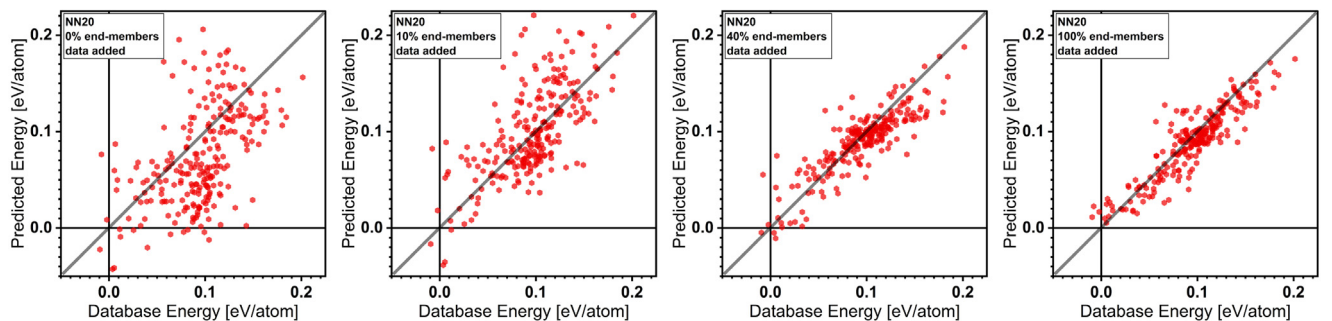 NN20
0% end-members
data added
0.2
0.1
0.0
0.0
0.1
0.2
Predicted Energy [eV/atom]
Database Energy [eV/atom]
NN20
10% end-members
data added
0.2
0.1
0.0
0.0
0.1
0.2
Predicted Energy [eV/atom]
Database Energy [eV/atom]
NN20
40% end-members
data added
0.2
0.1
0.0
0.0
0.1
0.2
Predicted Energy [eV/atom]
Database Energy [eV/atom]
NN20
100% end-members
data added
0.2
0.1
0.0
0.0
0.1
0.2
Predicted Energy [eV/atom]
Database Energy [eV/atom]